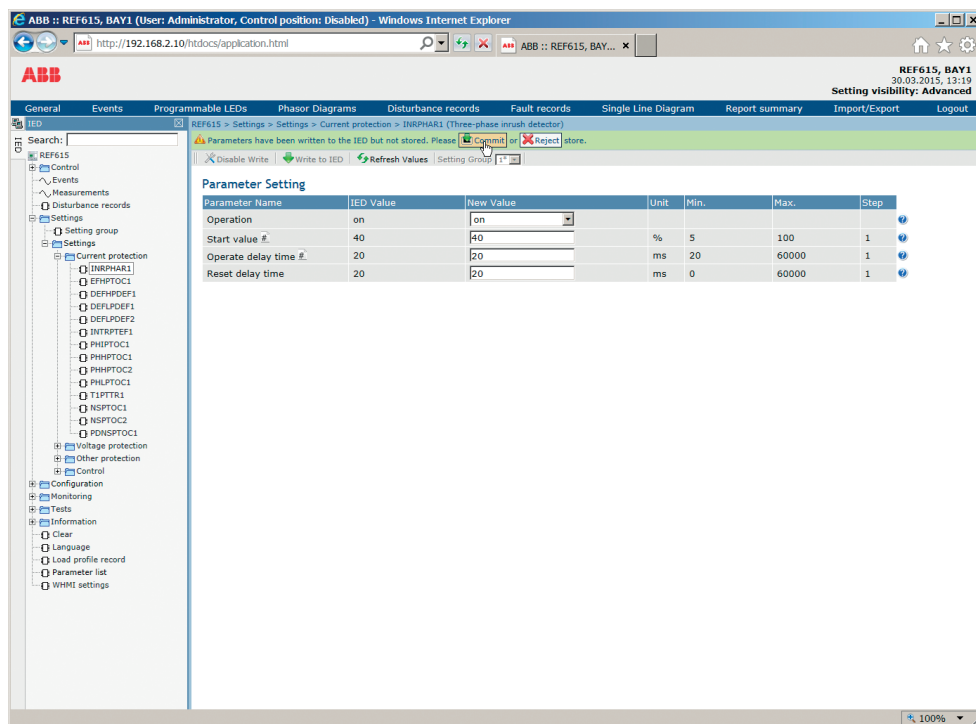 ABB :: REF615, BAY1 (User: Administrator, Control position: Disabled) - Windows Internet Explorer
http://192.168.2.10/htdocs/application.html
ABB
ABB :: REF615, BAY... ×
ABB
REF615, BAY1
30.03.2015, 13:19
Setting visibility: Advanced
General Events Programmable LEDs Phasor Diagrams Disturbance records Fault records Single Line Diagram Report summary Import/Export Logout
IED
IED
Search:
REF615
Control
Events
Measurements
Disturbance records
Settings
Setting group
Settings
Current protection
INRPHAR1
EFHPTOC1
DEFHPDEF1
DEFLPDEF1
DEFLPDEF2
INTRPTEF1
PHIPTOC1
PHHPTOC1
PHHPTOC2
PHLPTOC1
T1PTTR1
NSPTOC1
NSPTOC2
PDNSPTOC1
Voltage protection
Other protection
Control
Configuration
Monitoring
Tests
Information
Clear
Language
Load profile record
Parameter list
WHMI settings
REF615 > Settings > Settings > Current protection > INRPHAR1 (Three-phase inrush detector)
Parameters have been written to the IED but not stored. Please Commit or Reject store.
Disable Write Write to IED Refresh Values Setting Group 1*
Parameter Setting
Parameter Name IED Value New Value Unit Min. Max. Step
Operation on on
Start value # 40 40 % 5 100 1
Operate delay time # 20 20 ms 20 60000 1
Reset delay time 20 20 ms 0 60000 1
100%